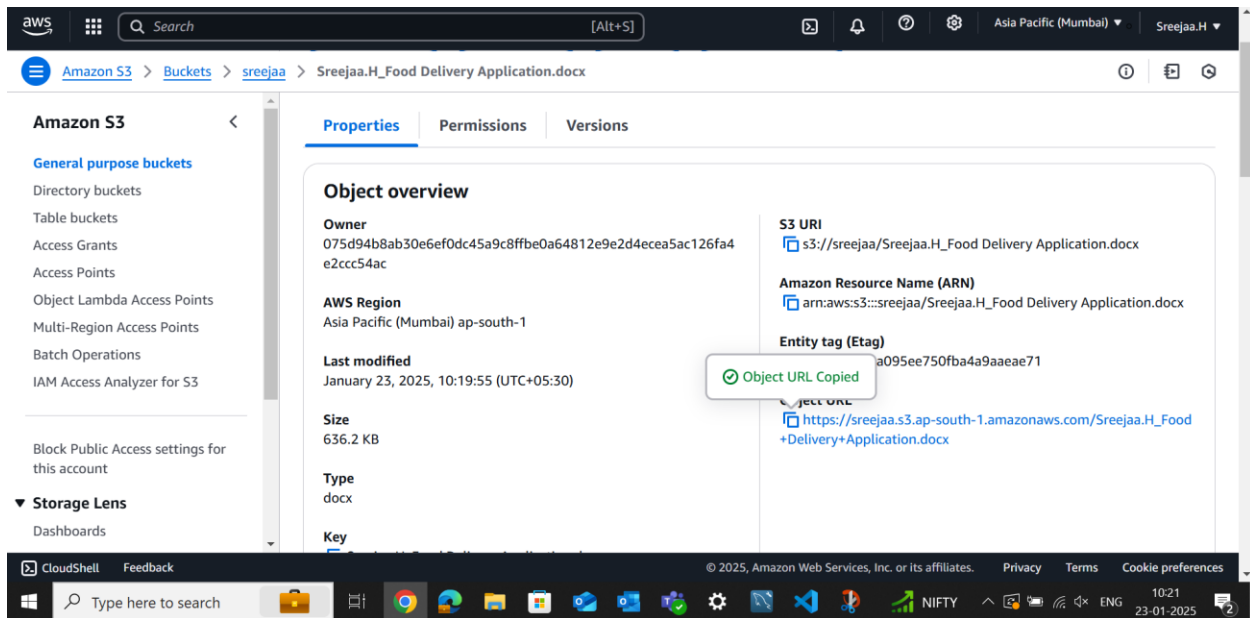 aws
Search [Alt+S]
Asia Pacific (Mumbai) Sreejaa.H
Amazon S3 > Buckets > sreejaa > Sreejaa.H_Food Delivery Application.docx
Amazon S3
General purpose buckets
Directory buckets
Table buckets
Access Grants
Access Points
Object Lambda Access Points
Multi-Region Access Points
Batch Operations
IAM Access Analyzer for S3
Block Public Access settings for
this account
Storage Lens
Dashboards
Properties Permissions Versions
Object overview
Owner
075d94b8ab30e6ef0dc45a9c8ffbe0a64812e9e2d4ecea5ac126fa4
e2ccc54ac
AWS Region
Asia Pacific (Mumbai) ap-south-1
Last modified
January 23, 2025, 10:19:55 (UTC+05:30)
Size
636.2 KB
Type
docx
Key
S3 URI
s3://sreejaa/Sreejaa.H_Food Delivery Application.docx
Amazon Resource Name (ARN)
arn:aws:s3:::sreejaa/Sreejaa.H_Food Delivery Application.docx
Entity tag (Etag)
a095ee750fba4a9aaeae71
Object URL Copied
Object URL
https://sreejaa.s3.ap-south-1.amazonaws.com/Sreejaa.H_Food
+Delivery+Application.docx
CloudShell Feedback © 2025, Amazon Web Services, Inc. or its affiliates. Privacy Terms Cookie preferences
Type here to search NIFTY ENG 10:21
23-01-2025 2